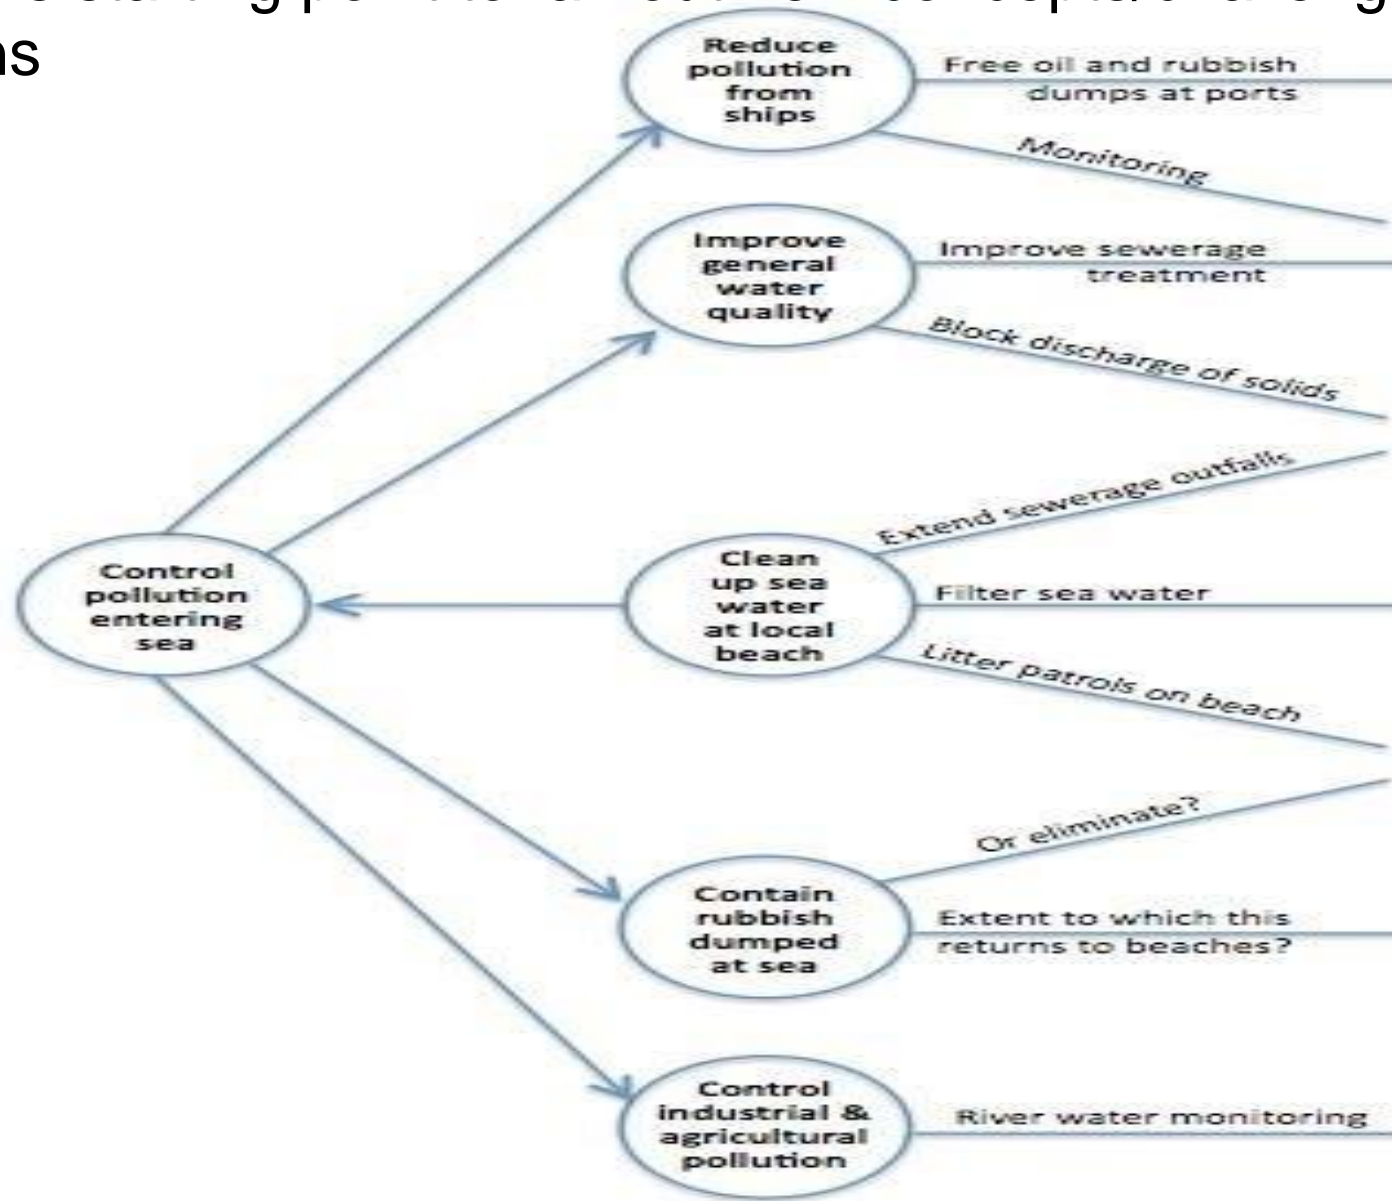 ns
Reduce
pollution
from
ships
Free oil and rubbish
dumps at ports
Monitoring
Improve
general
water
quality
Improve sewerage
treatment
Block discharge of solids
Control
pollution
entering
sea
Clean
up sea
water
at local
beach
Extend sewerage outfalls
Filter sea water
Litter patrols on beach
Contain
rubbish
dumped
at sea
Or eliminate?
Extent to which this
returns to beaches?
Control
industrial &
agricultural
pollution
River water monitoring